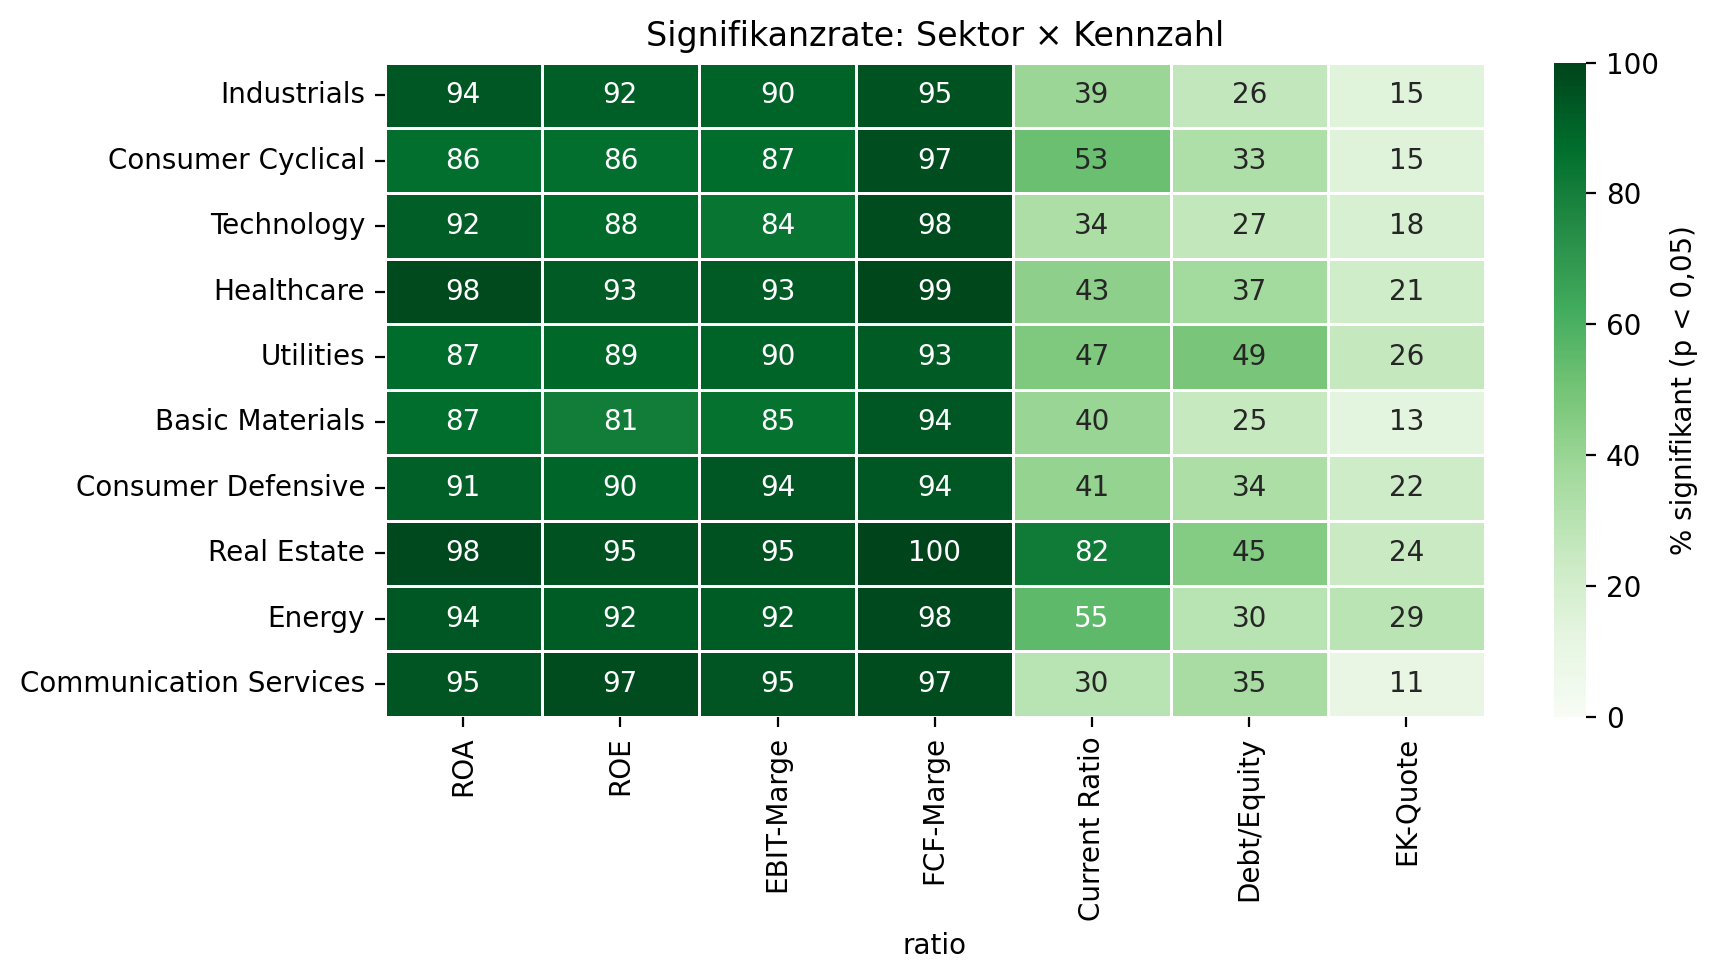 Signifikanzrate: Sektor × Kennzahl
Industrials 94 92 90 95 39 26 15
Consumer Cyclical 86 86 87 97 53 33 15
Technology 92 88 84 98 34 27 18
Healthcare 98 93 93 99 43 37 21
Utilities 87 89 90 93 47 49 26
Basic Materials 87 81 85 94 40 25 13
Consumer Defensive 91 90 94 94 41 34 22
Real Estate 98 95 95 100 82 45 24
Energy 94 92 92 98 55 30 29
Communication Services 95 97 95 97 30 35 11
ROA
ROE
EBIT-Marge
FCF-Marge
Current Ratio
Debt/Equity
EK-Quote
ratio
100
80
60
40
20
0
% signifikant (p < 0,05)